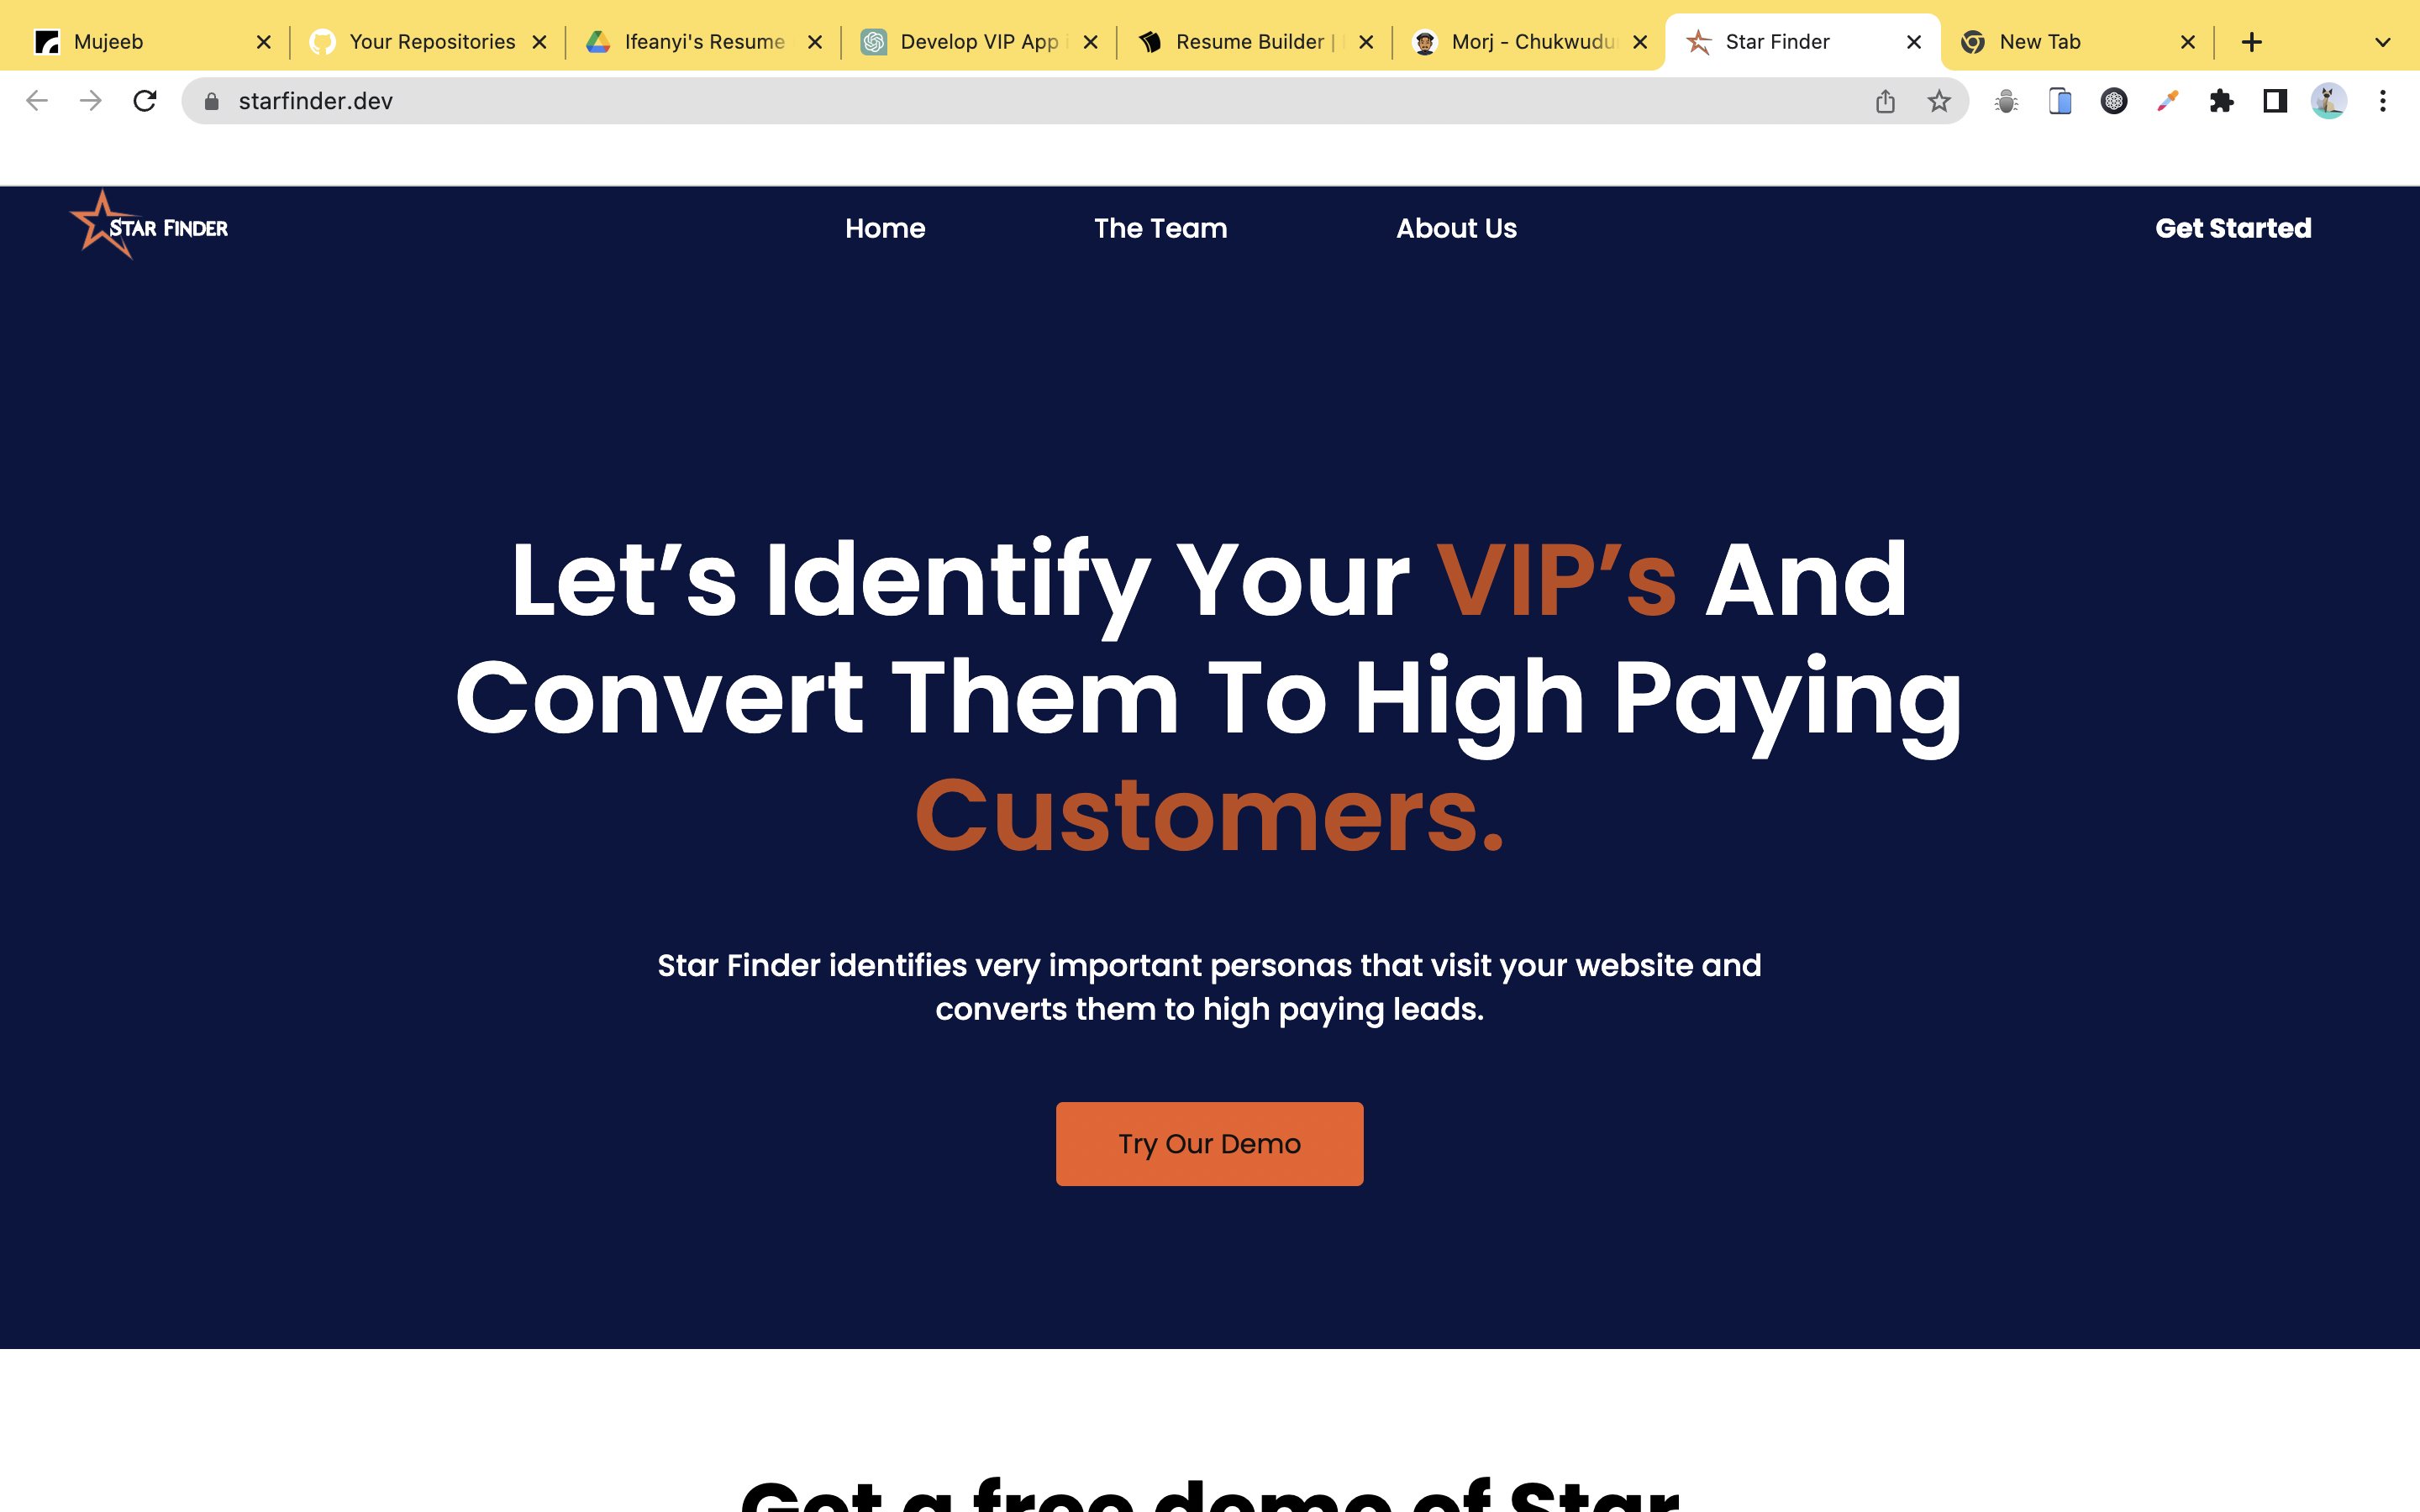 Mujeeb
Your Repositories
Ifeanyi's Resume
Develop VIP App
Resume Builder |
Morj - Chukwudu
Star Finder
New Tab
starfinder.dev
STAR FINDER
Home
The Team
About Us
Get Started
Let’s Identify Your VIP’s And
Convert Them To High Paying
Customers.
Star Finder identifies very important personas that visit your website and
converts them to high paying leads.
Try Our Demo
Get a free demo of Star